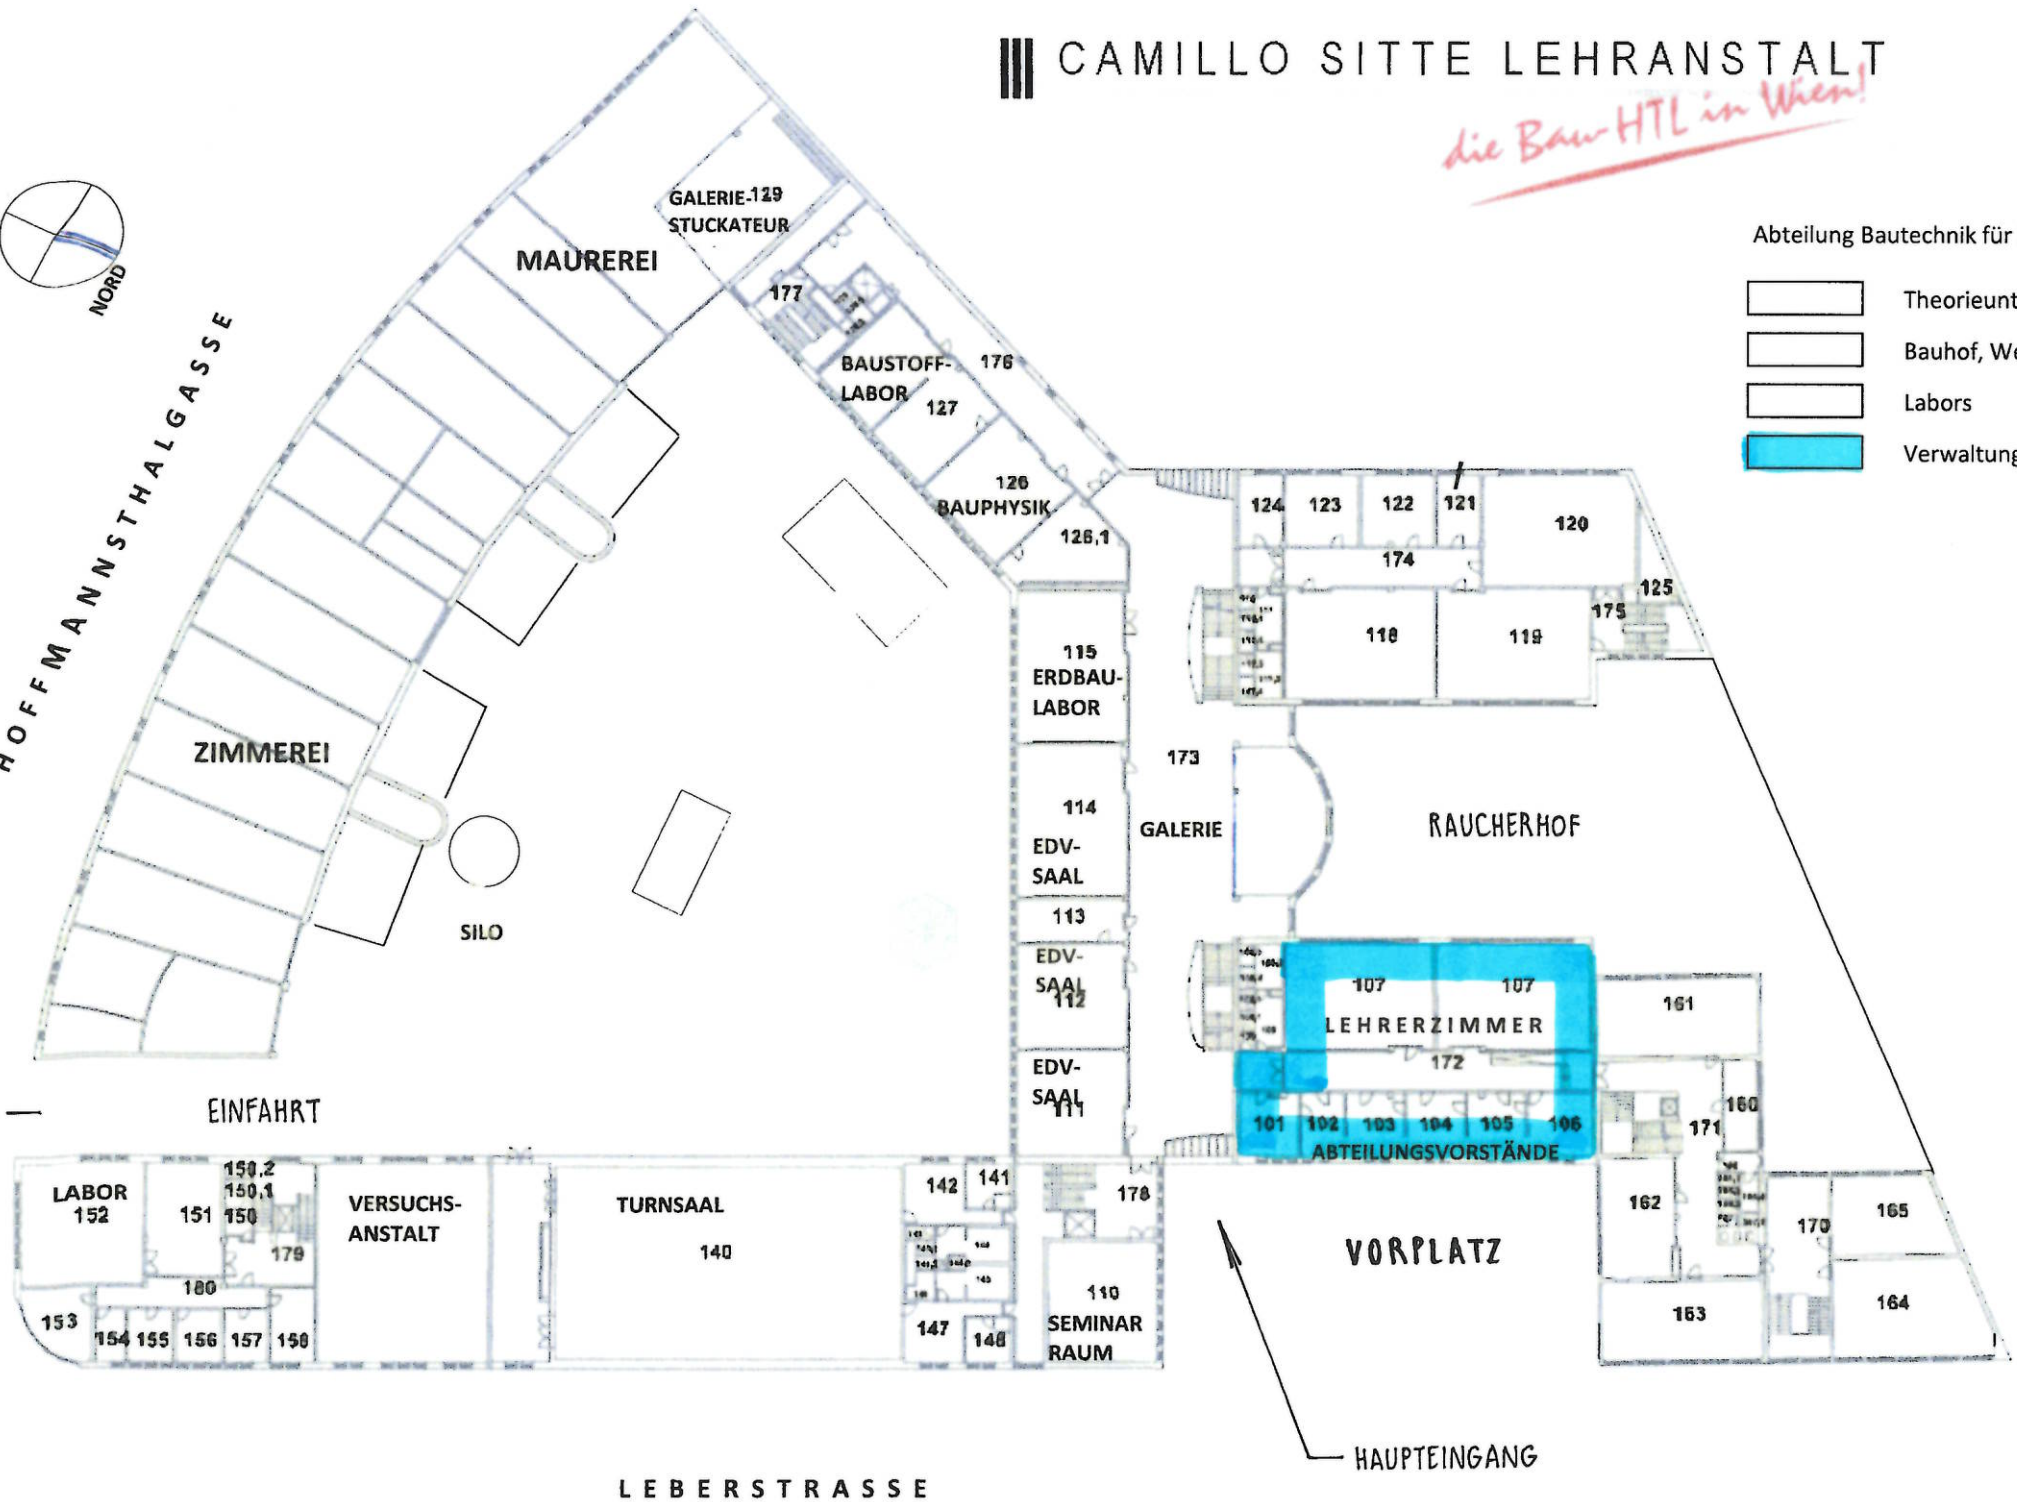 CAMILLO SITTE LEHRANSTALT
die Bau-HTL in Wien!
NORD
HOFFMANNSTHALGASSE
Abteilung Bautechnik für
Theorieunt
Bauhof, We
Labors
Verwaltung
GALERIE-129
STUCKATEUR
MAUREREI
177
BAUSTOFF-
LABOR
127
176
126
BAUPHYSIK
126,1
124
123
122
121
120
174
125
175
118
119
115
ERDBAU-
LABOR
173
114
GALERIE
RAUCHERHOF
EDV-
SAAL
113
EDV-
SAAL
112
EDV-
SAAL
111
ZIMMEREI
SILO
107
107
LEHRERZIMMER
172
101
102
103
104
105
106
ABTEILUNGSVORSTÄNDE
161
160
171
162
163
170
165
164
EINFAHRT
LABOR
152
151
150,2
150,1
150
179
180
153
154
155
156
157
158
VERSUCHS-
ANSTALT
TURNSAAL
140
142
141
147
178
110
SEMINAR
RAUM
VORPLATZ
HAUPTEINGANG
LEBERSTRASSE